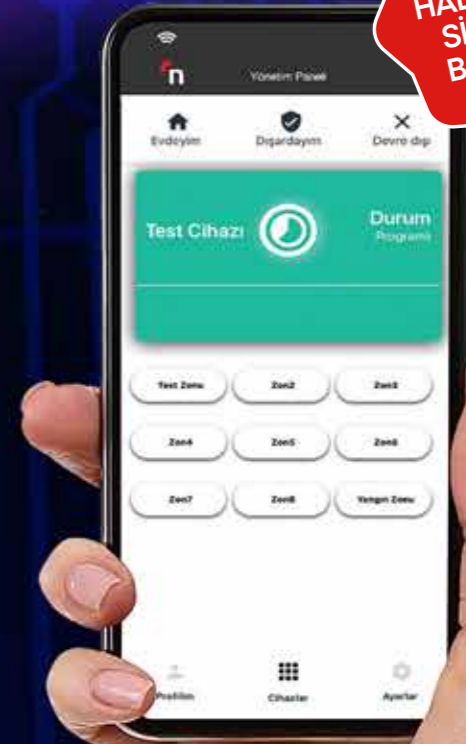 n
Yönetim Paneli
Evdeyim
Dışardayım
Devre dışı
Test Cihazı
Durum
Programlı
Test Zonu
Zon2
Zon3
Zon4
Zon5
Zon6
Zon7
Zon8
Yangın Zonu
Profilim
Cihazlar
Ayarlar